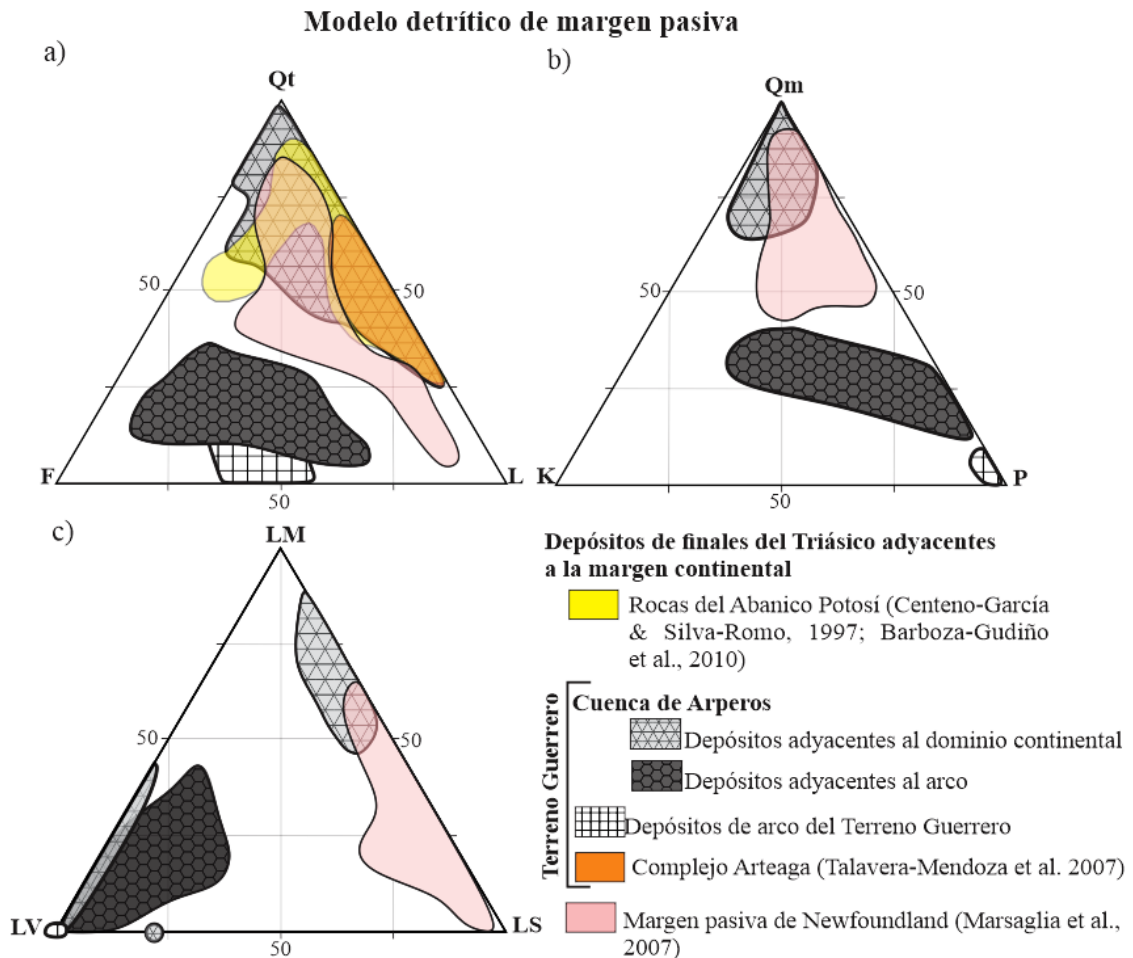 Modelo detrítico de margen pasiva
a)
Qt
50
50
F
L
50
b)
Qm
50
50
K
P
50
c)
LM
50
50
LV
LS
50
Depósitos de finales del Triásico adyacentes
a la margen continental
Rocas del Abanico Potosí (Centeno-García
& Silva-Romo, 1997; Barboza-Gudiño
et al., 2010)
Terreno Guerrero
Cuenca de Arperos
Depósitos adyacentes al dominio continental
Depósitos adyacentes al arco
Depósitos de arco del Terreno Guerrero
Complejo Arteaga (Talavera-Mendoza et al. 2007)
Margen pasiva de Newfoundland (Marsaglia et al.,
2007)